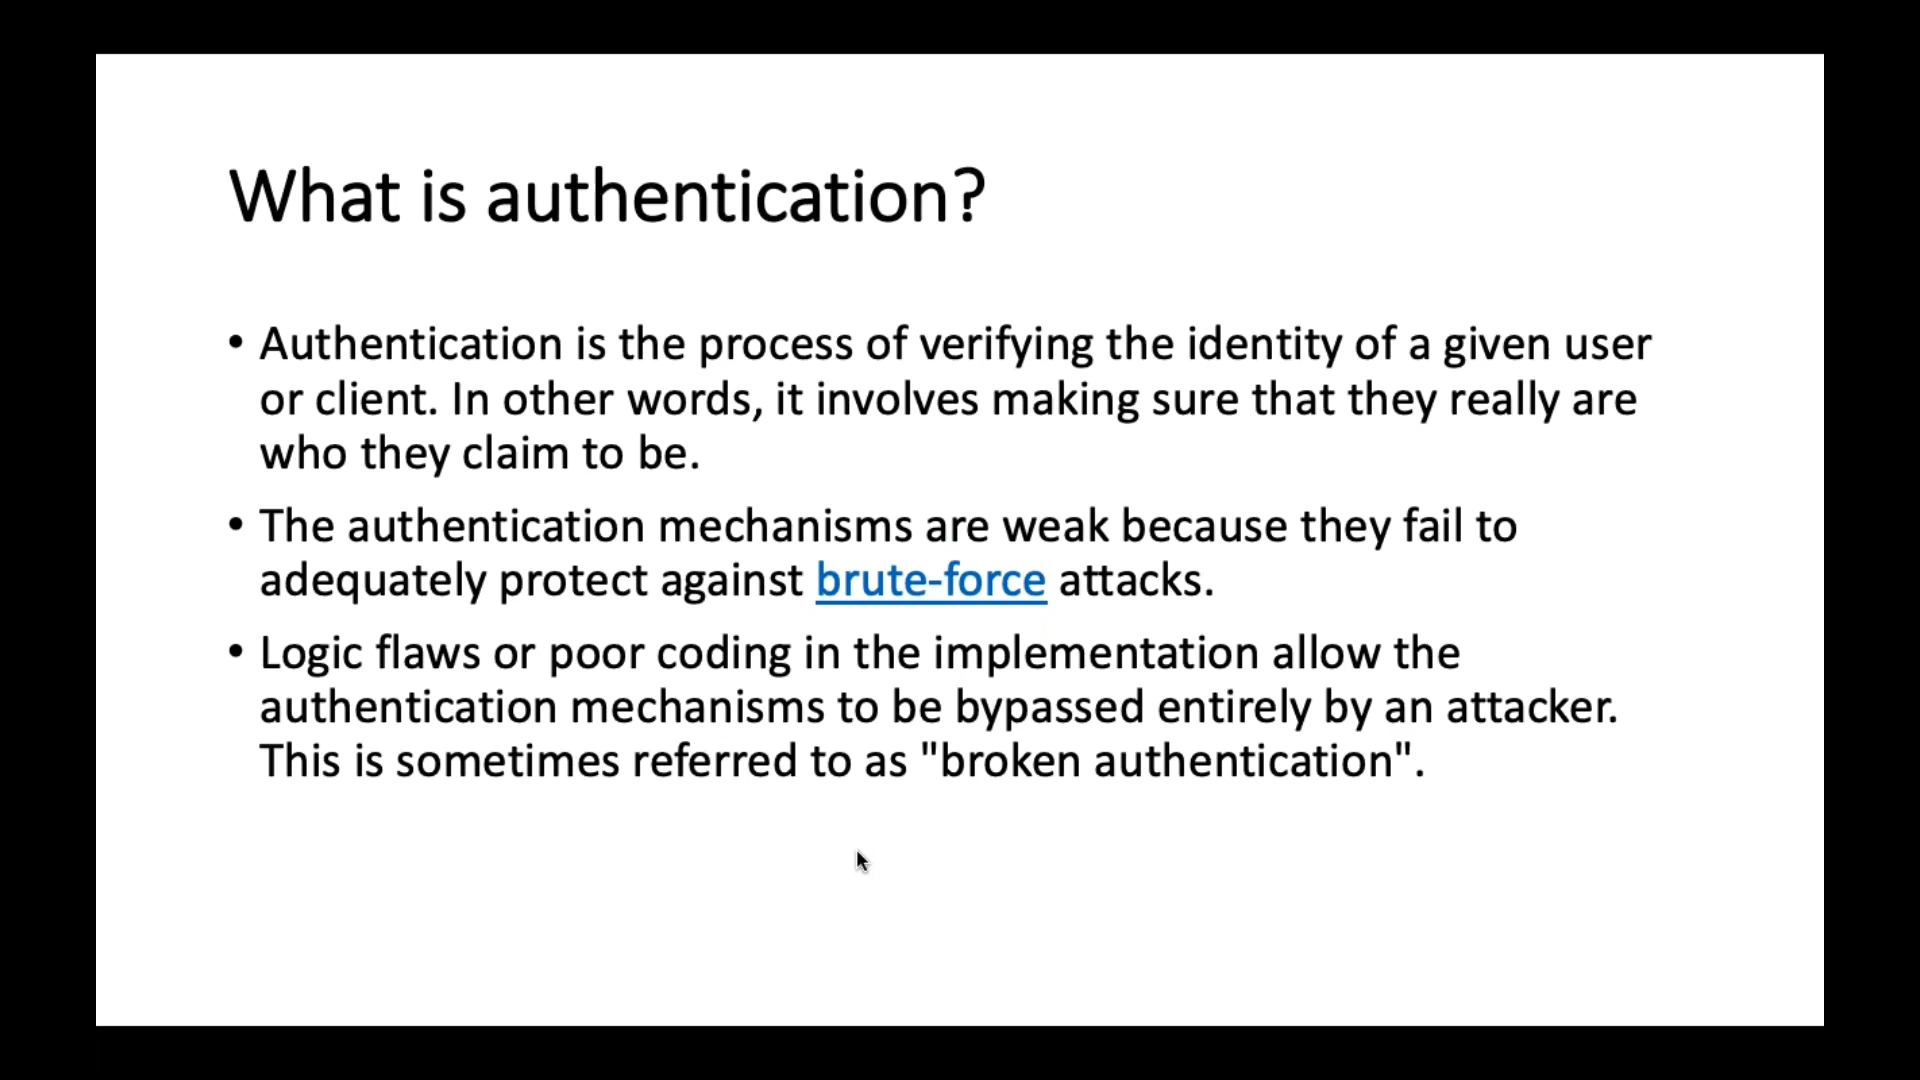 What is authentication?
• Authentication is the process of verifying the identity of a given user
or client. In other words, it involves making sure that they really are
who they claim to be.
• The authentication mechanisms are weak because they fail to
adequately protect against brute-force attacks.
• Logic flaws or poor coding in the implementation allow the
authentication mechanisms to be bypassed entirely by an attacker.
This is sometimes referred to as "broken authentication".